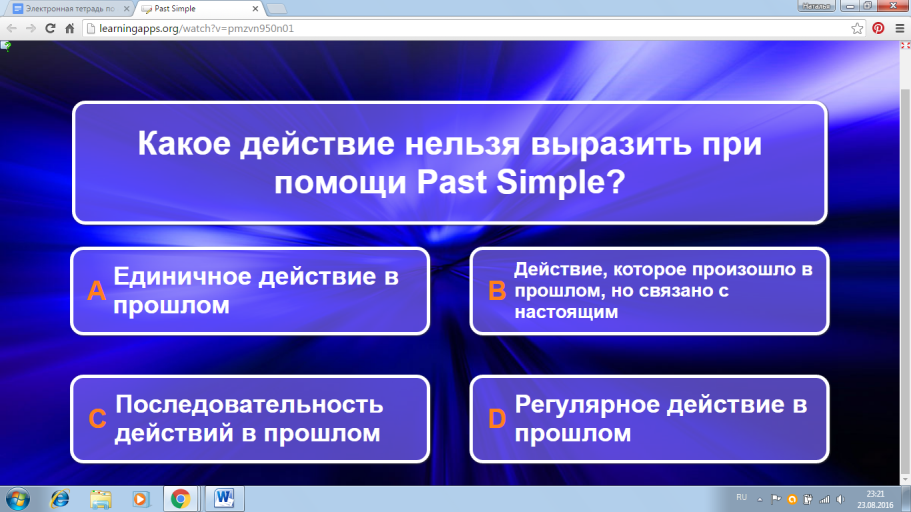 Электронная тетрадь по
Past Simple
Наталья
learningapps.org/watch?v=pmzvn950n01
Какое действие нельзя выразить при
помощи Past Simple?
A
Единичное действие в
прошлом
B
Действие, которое произошло в
прошлом, но связано с
настоящим
C
Последовательность
действий в прошлом
D
Регулярное действие в
прошлом
RU
23:21
23.08.2016